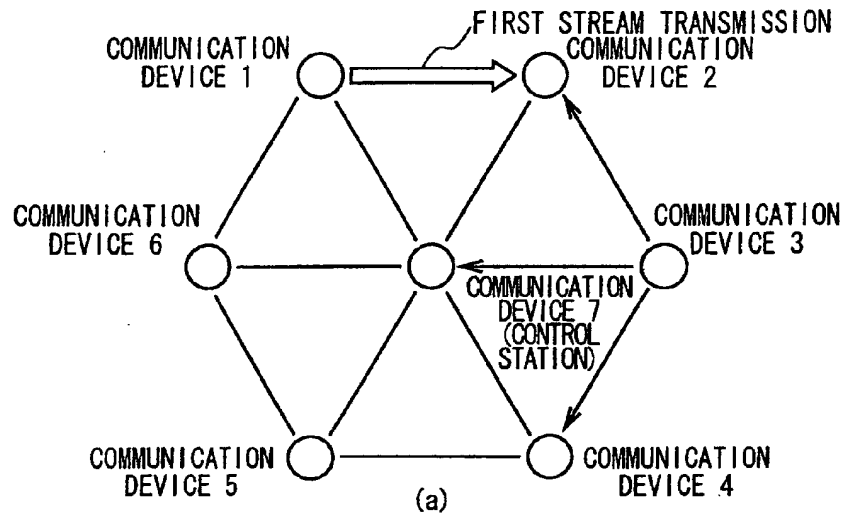 FIRST STREAM TRANSMISSION
COMMUNICATION
DEVICE 1
COMMUNICATION
DEVICE 2
COMMUNICATION
DEVICE 6
COMMUNICATION
DEVICE 3
COMMUNICATION
DEVICE 7
(CONTROL
STATION)
COMMUNICATION
DEVICE 5
COMMUNICATION
DEVICE 4
(a)